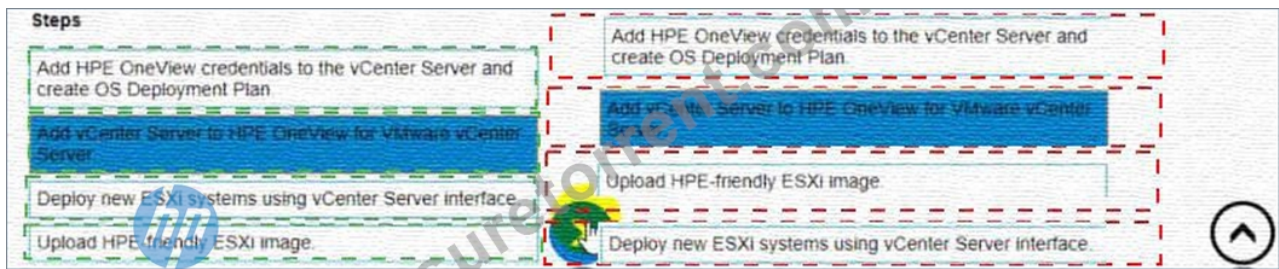 Steps
Add HPE OneView credentials to the vCenter Server and
create OS Deployment Plan
Add vCenter Server to HPE OneView for VMware vCenter
Server
Deploy new ESXi systems using vCenter Server interface.
Upload HPE-friendly ESXi image.
Add HPE OneView credentials to the vCenter Server and
create OS Deployment Plan
Add vCenter Server to HPE OneView for VMware vCenter
Server
Upload HPE-friendly ESXi image.
Deploy new ESXi systems using vCenter Server interface.
hp
suretorrent.com